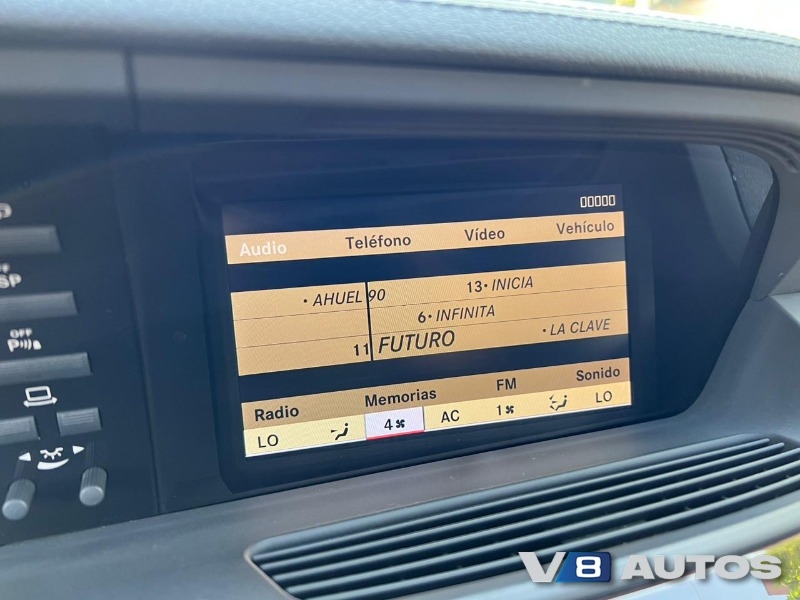 Audio Teléfono Vídeo Vehículo
• AHUEL 90 13• INICIA
6• INFINITA
11 FUTURO • LA CLAVE
Radio Memorias FM Sonido
LO 4 AC 1 LO
SP
OFF
P
V8 AUTOS